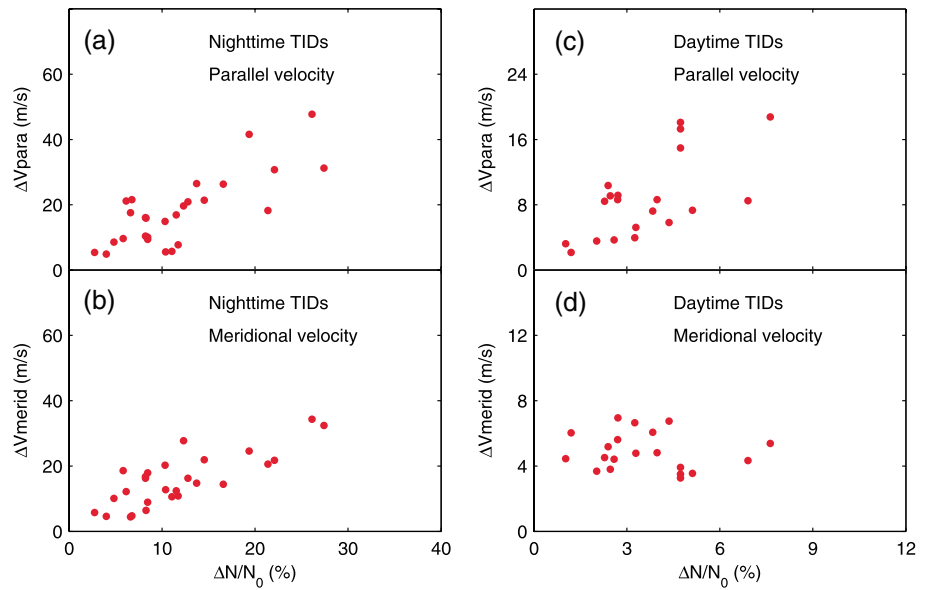 (a)
Nighttime TIDs
Parallel velocity
ΔVpara (m/s)
60
40
20
0
(b)
Nighttime TIDs
Meridional velocity
ΔVmerid (m/s)
60
40
20
0
0 10 20 30 40
ΔN/N₀ (%)
(c)
Daytime TIDs
Parallel velocity
ΔVpara (m/s)
24
16
8
0
(d)
Daytime TIDs
Meridional velocity
ΔVmerid (m/s)
12
8
4
0
0 3 6 9 12
ΔN/N₀ (%)